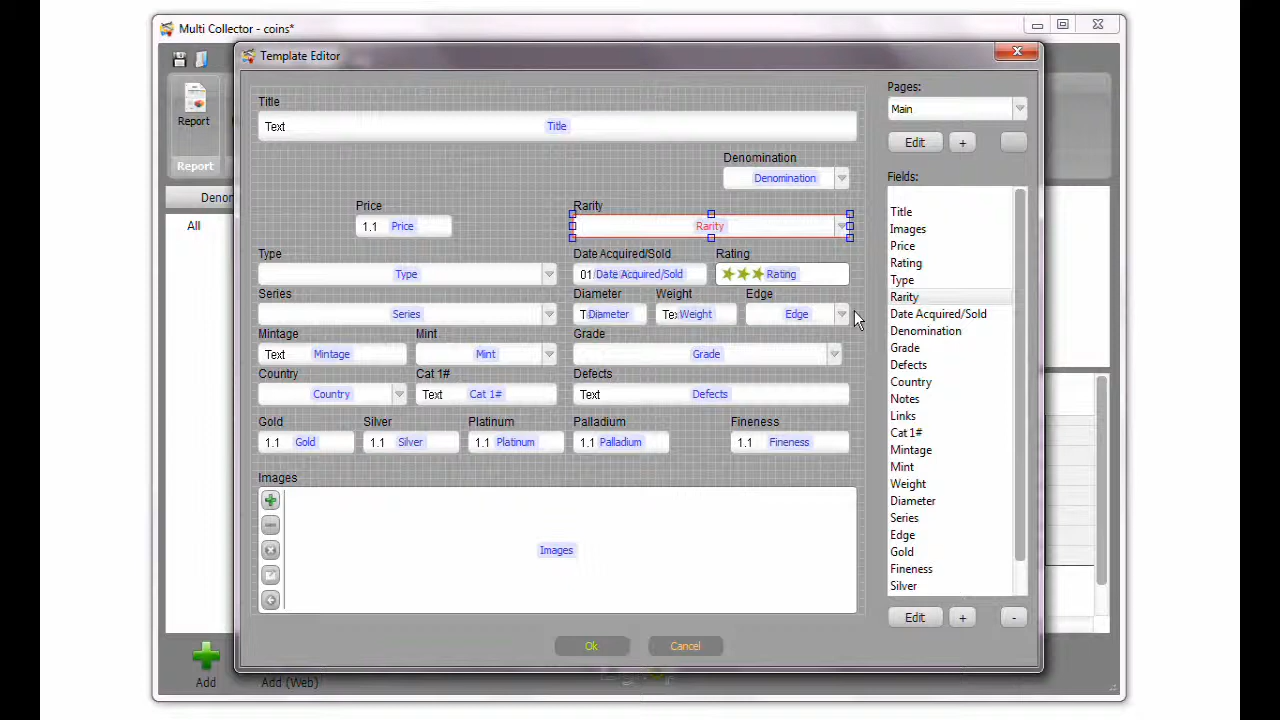 Multi Collector - coins*
Template Editor
Report
Report
All
Add
Add (Web)
Title
Text Title
Denomination
Denomination
Price
Rarity
1.1 Price
Rarity
Type
Date Acquired/Sold
Rating
Type
01 Date Acquired/Sold
Rating
Series
Diameter
Weight
Edge
Series
T Diameter
Weight
Edge
Mintage
Mint
Grade
Text Mintage
Mint
Grade
Country
Cat 1#
Defects
Country
Text Cat 1#
Text Defects
Gold
Silver
Platinum
Palladium
Fineness
1.1 Gold
1.1 Silver
1.1 Platinum
1.1 Palladium
1.1 Fineness
Images
Images
Ok
Cancel
Pages:
Main
Edit
+
Fields:
Title
Images
Price
Rating
Type
Rarity
Date Acquired/Sold
Denomination
Grade
Defects
Country
Notes
Links
Cat 1#
Mintage
Mint
Weight
Diameter
Series
Edge
Gold
Fineness
Silver
Edit
+
-